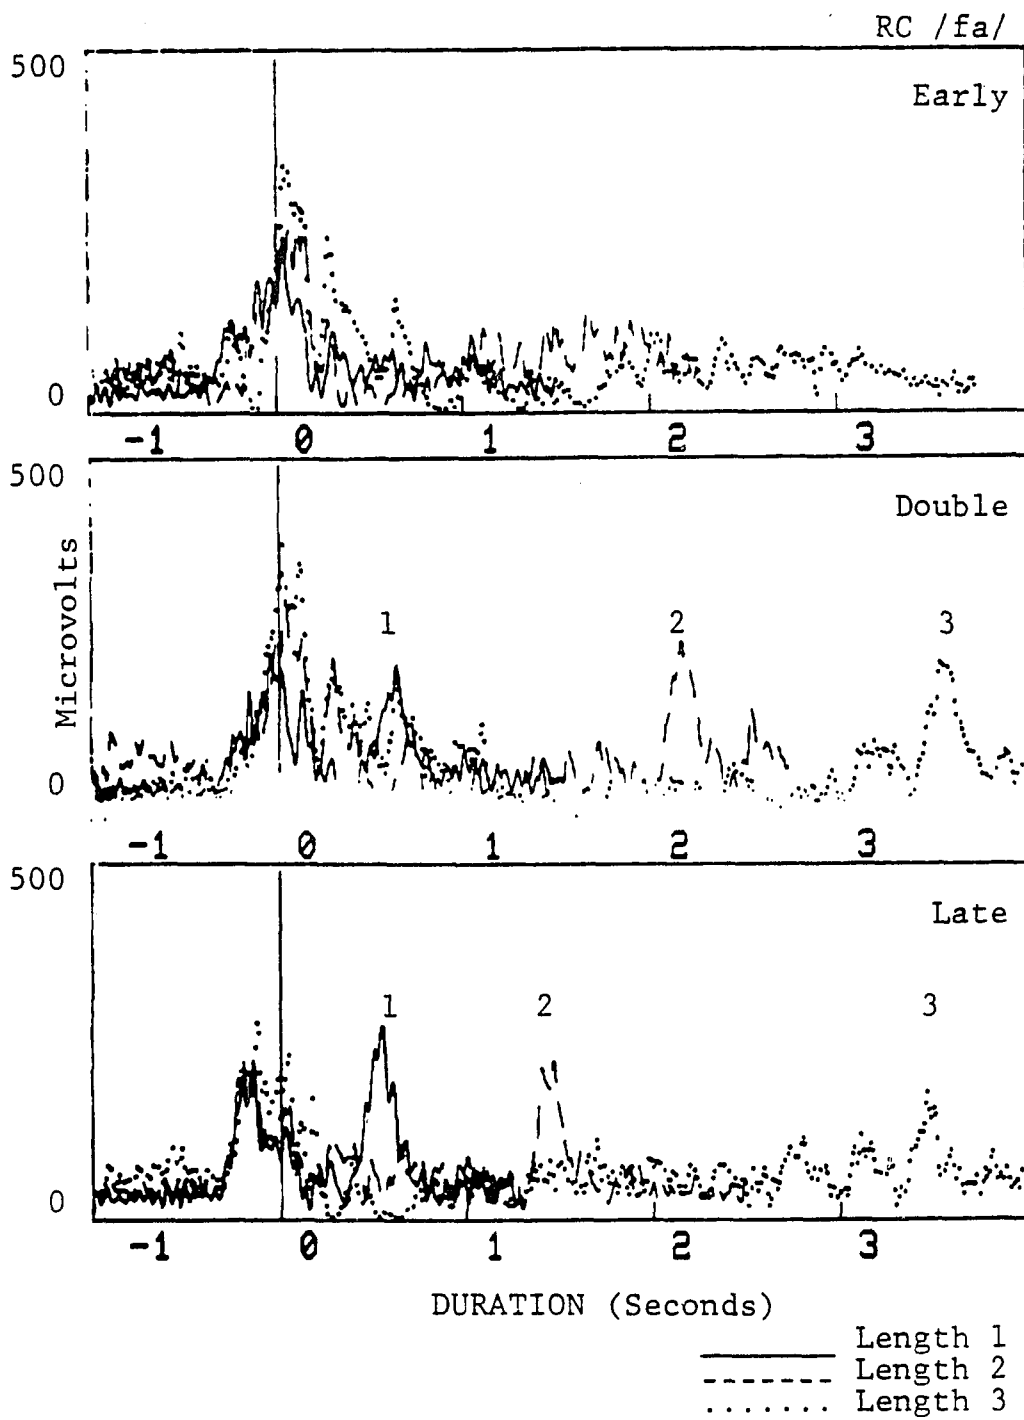 RC /fa/
500
Early
0
-1 0 1 2 3
500
Double
Microvolts
1 2 3
0
-1 0 1 2 3
500
Late
1 2 3
0
-1 0 1 2 3
DURATION (Seconds)
Length 1
Length 2
Length 3